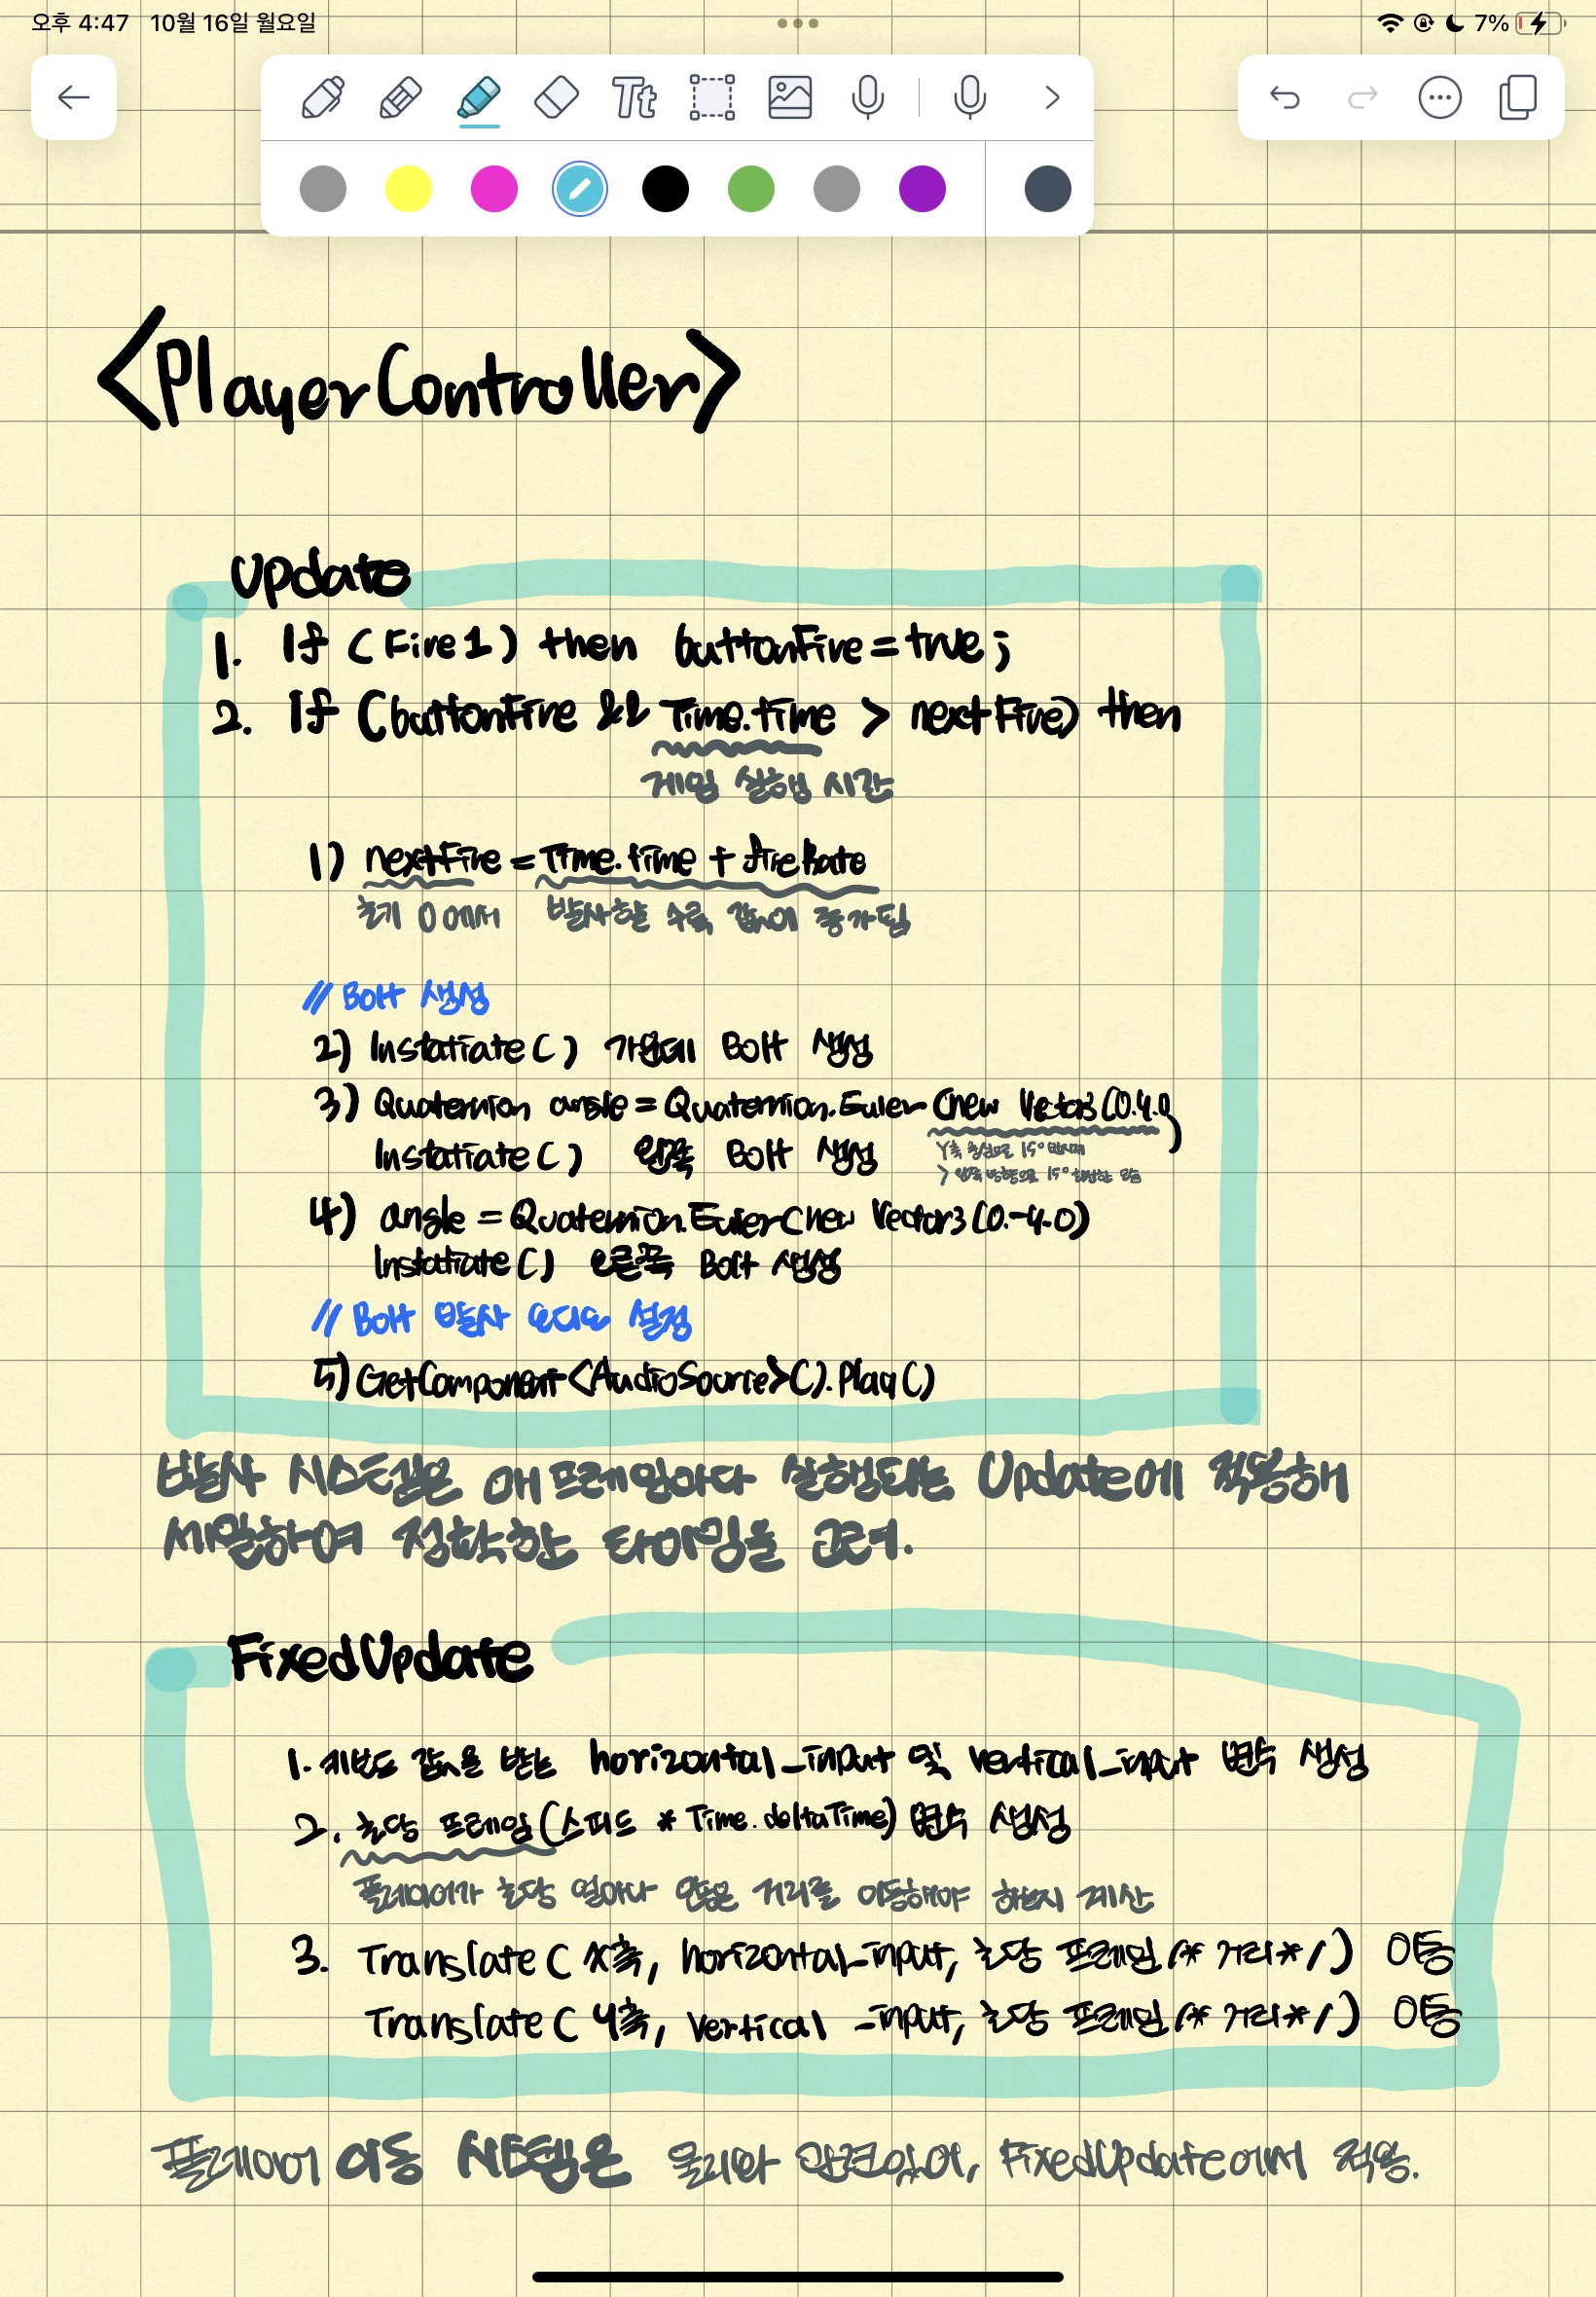 오후 4:47 10월 16일 월요일
7%
Tt
<PlayerController>
Update
1. If (Fire1) then buttonFire = true;
2. If (buttonFire && Time.time > nextFire) then
게임 실행 시간
1) nextFire = Time.time + fireRate
초기 0에서 발사할 수록 값이 증가됨
// Bolt 생성
2) Instatiate() 가운데 Bolt 생성
3) Quaternion angle = Quaternion.Euler(new Vector3(0.4.0)
Instatiate() 왼쪽 Bolt 생성
Y축 중심으로 15°
> 왼쪽 방향으로 15° 회전한 모습
4) angle = Quaternion.Euler(new Vector3(0.-4.0)
Instatiate() 오른쪽 Bolt 생성
// Bolt 발사 오디오 설정
5) GetComponent<AudioSource>().Play()
발사 시스템은 매 프레임마다 실행되는 Update에 적용해
세밀하여 정확한 타이밍을 고려.
FixedUpdate
1. 키보드 값을 받는 horizontal_input 및 vertical_input 변수 생성
2. 초당 프레임(스피드 * Time.deltaTime) 변수 생성
플레이어가 초당 얼마나 많은 거리를 이동해야 하는지 계산
3. Translate(X축, horizontal_input, 초당 프레임/*거리*/) 이동
Translate(Y축, vertical_input, 초당 프레임/*거리*/) 이동
플레이어 이동 시스템은 물리와 연관있어, FixedUpdate에서 적용.